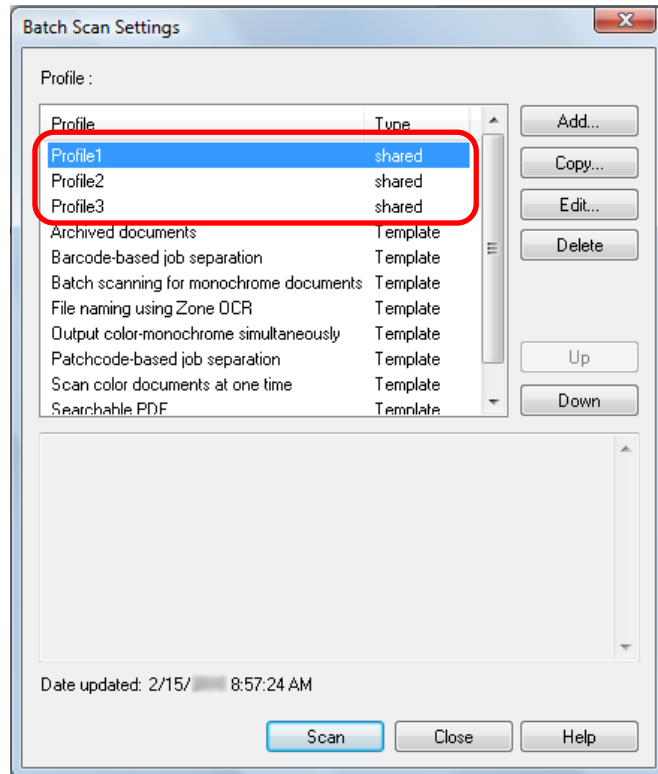 Batch Scan Settings
Profile :
Profile Type
Profile1 shared
Profile2 shared
Profile3 shared
Archived documents Template
Barcode-based job separation Template
Batch scanning for monochrome documents Template
File naming using Zone OCR Template
Output color-monochrome simultaneously Template
Patchcode-based job separation Template
Scan color documents at one time Template
Searchable PDF Template
Add...
Copy...
Edit...
Delete
Up
Down
Date updated: 2/15/ 8:57:24 AM
Scan Close Help